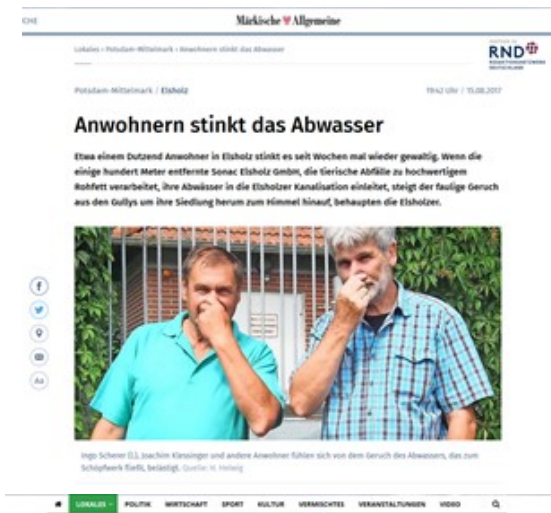 CHE
Märkische Allgemeine
Lokales › Potsdam-Mittelmark › Anwohnern stinkt das Abwasser
RND
REDAKTIONSNETZWERK
DEUTSCHLAND
Potsdam-Mittelmark / Elsholz
19:42 Uhr / 15.08.2017
Anwohnern stinkt das Abwasser
Etwa einem Dutzend Anwohner in Elsholz stinkt es seit Wochen mal wieder gewaltig. Wenn die
einige hundert Meter entfernte Sonac Elsholz GmbH, die tierische Abfälle zu hochwertigem
Rohfett verarbeitet, ihre Abwässer in die Elsholzer Kanalisation einleitet, steigt der faulige Geruch
aus den Gullys um ihre Siedlung herum zum Himmel hinauf, behaupten die Elsholzer.
Aa
Ingo Scherer (l.), Joachim Klessinger und andere Anwohner fühlen sich von dem Geruch des Abwassers, das zum
Schöpfwerk fließt, belästigt. Quelle: H. Helwig
LOKALES POLITIK WIRTSCHAFT SPORT KULTUR VERMISCHTES VERANSTALTUNGEN VIDEO